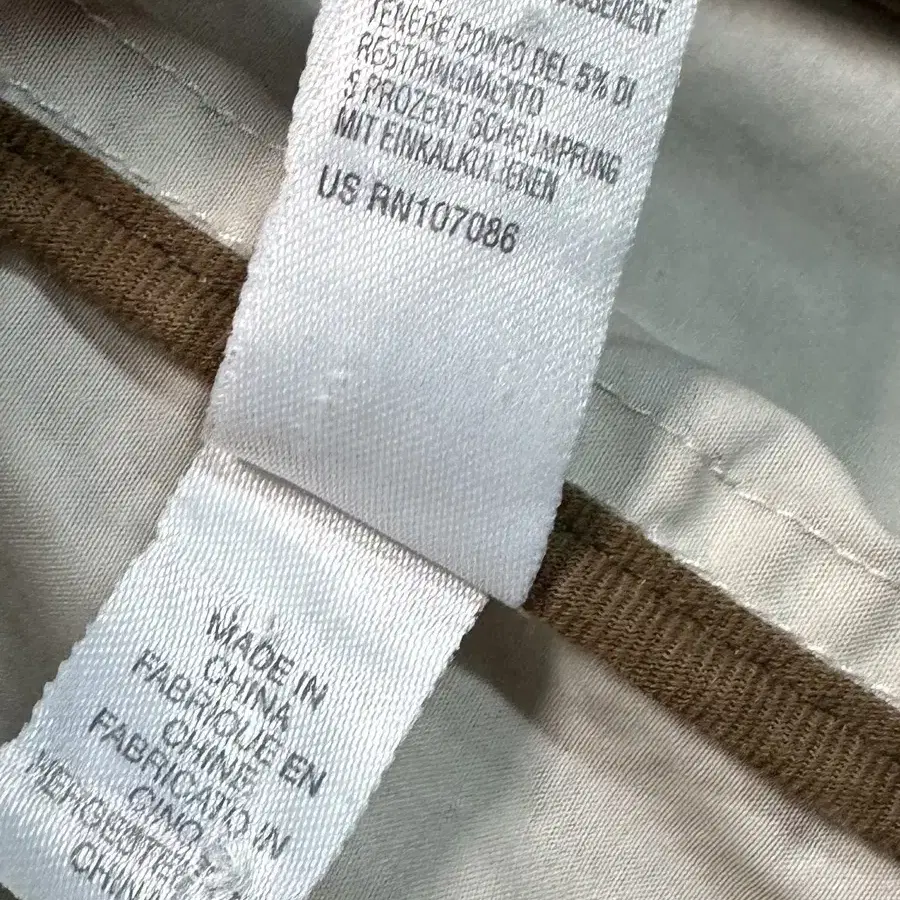 TENERE CONTO DEL 5% DI
RESTRINGIMENTO
5 PROZENT SCHRUMPFUNG
MIT EINKALKULIEREN
US RN107086
MADE IN
CHINA
FABRIQUE EN
CHINE
FABRICATO IN
CINO